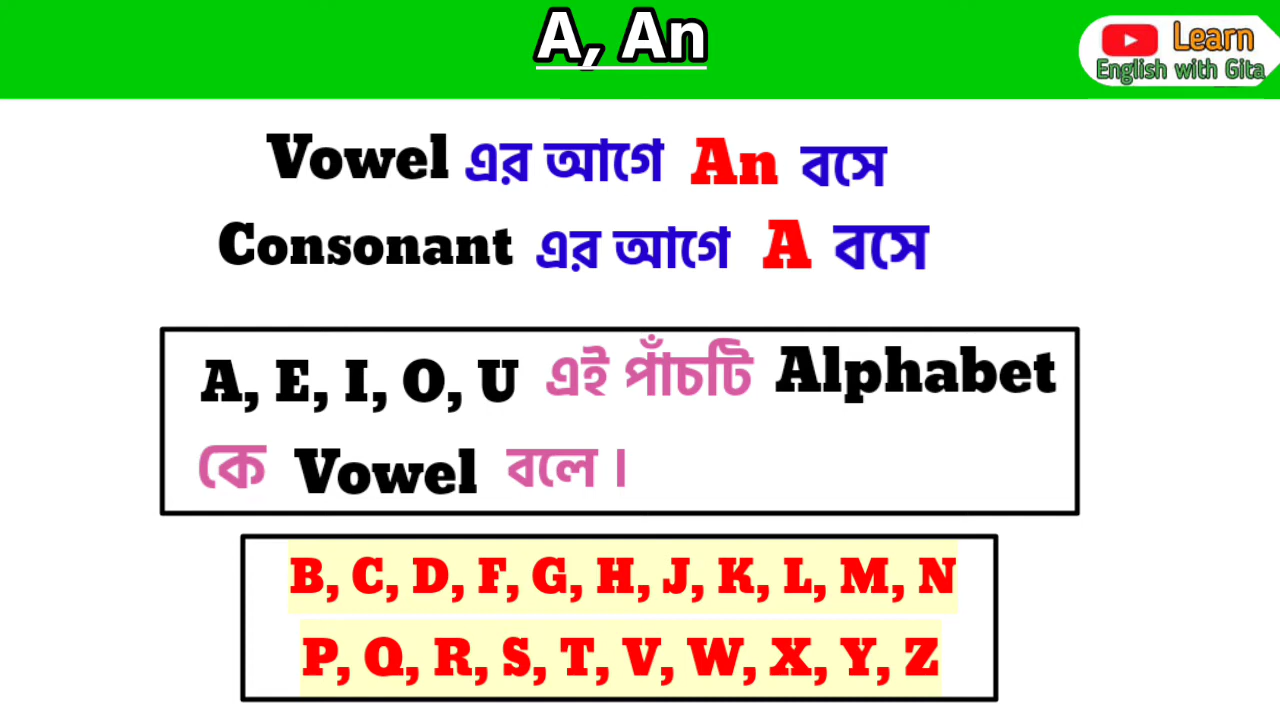 A, An
Learn
English with Gita
Vowel এর আগে An বসে
Consonant এর আগে A বসে
A, E, I, O, U এই পাঁচটি Alphabet
কে Vowel বলে ।
B, C, D, F, G, H, J, K, L, M, N
P, Q, R, S, T, V, W, X, Y, Z